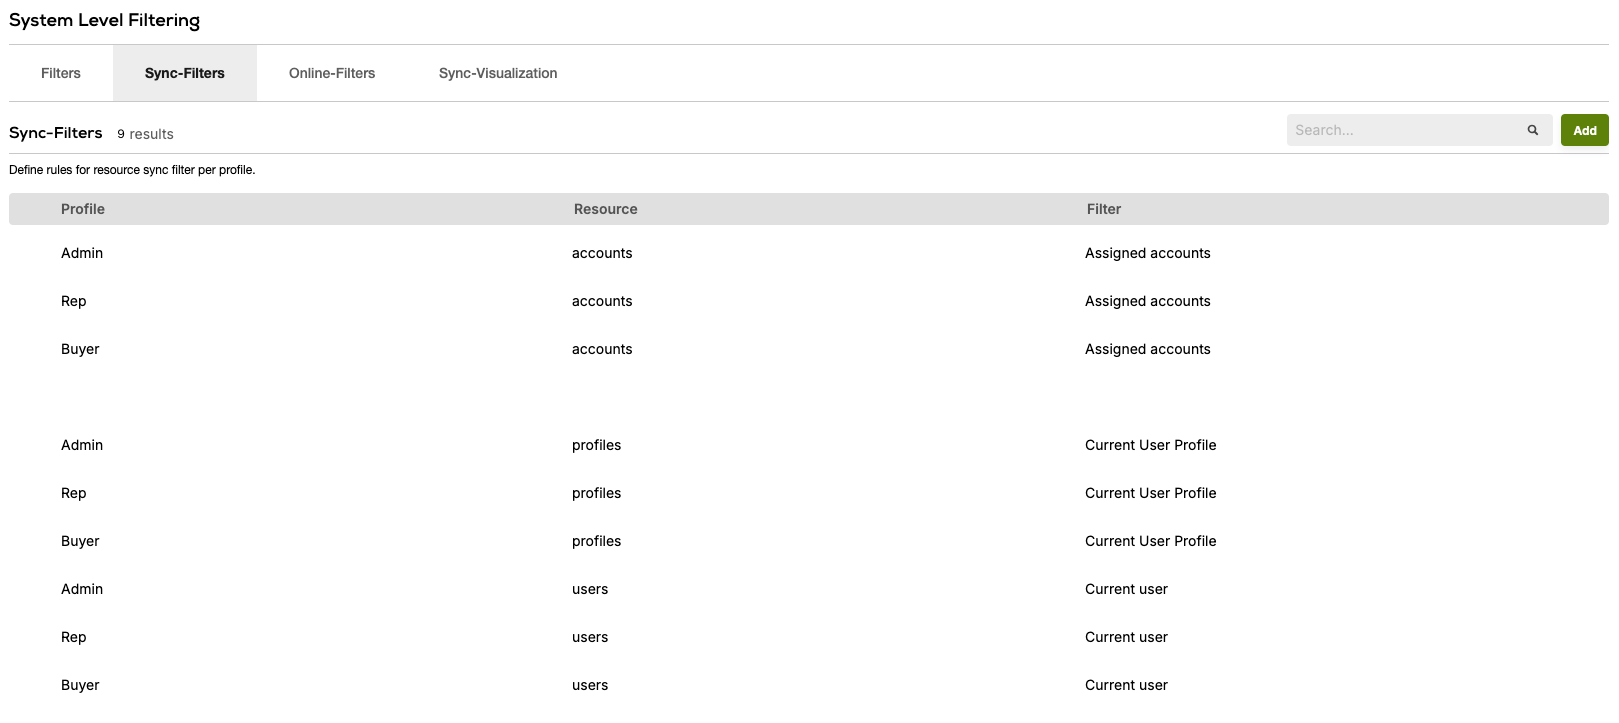 System Level Filtering
Filters Sync-Filters Online-Filters Sync-Visualization
Sync-Filters 9 results Search... Add
Define rules for resource sync filter per profile.
Profile Resource Filter
Admin accounts Assigned accounts
Rep accounts Assigned accounts
Buyer accounts Assigned accounts
Admin profiles Current User Profile
Rep profiles Current User Profile
Buyer profiles Current User Profile
Admin users Current user
Rep users Current user
Buyer users Current user